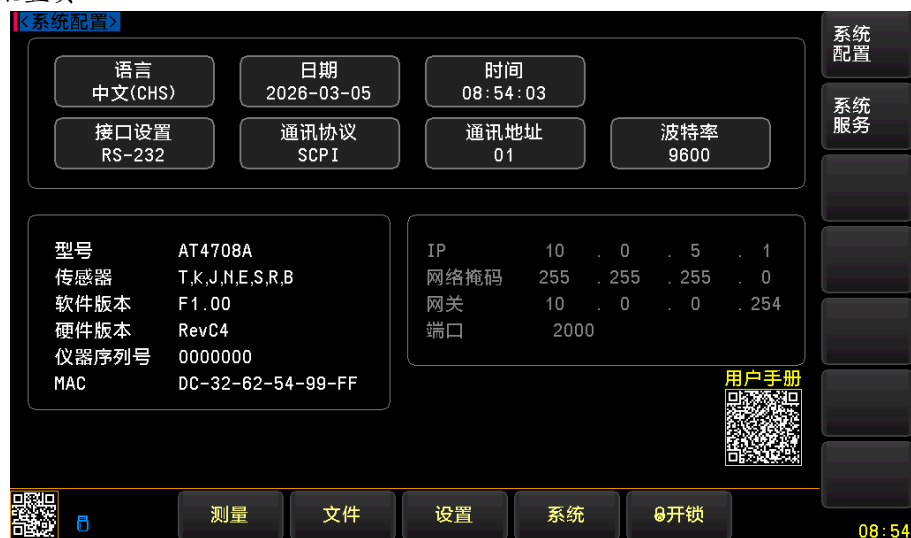 <系统配置>
语言
中文(CHS)
日期
2026-03-05
时间
08:54:03
接口设置
RS-232
通讯协议
SCPI
通讯地址
01
波特率
9600
型号 AT4708A
传感器 T,K,J,N,E,S,R,B
软件版本 F1.00
硬件版本 RevC4
仪器序列号 0000000
MAC DC-32-62-54-99-FF
IP 10 . 0 . 5 . 1
网络掩码 255 . 255 . 255 . 0
网关 10 . 0 . 0 . 254
端口 2000
用户手册
系统
配置
系统
服务
测量
文件
设置
系统
开锁
08:54